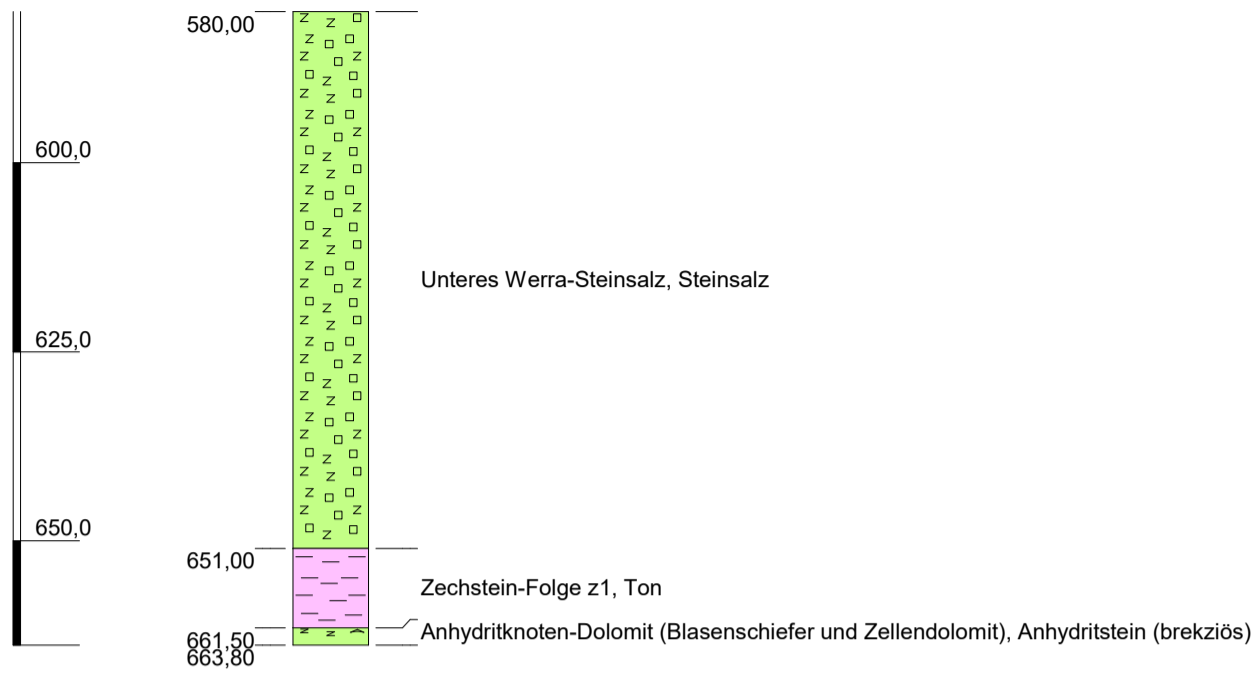 580,00
600,0
Unteres Werra-Steinsalz, Steinsalz
625,0
650,0
651,00
Zechstein-Folge z1, Ton
Anhydritknoten-Dolomit (Blasenschiefer und Zellendolomit), Anhydritstein (brekziös)
661,50
663,80